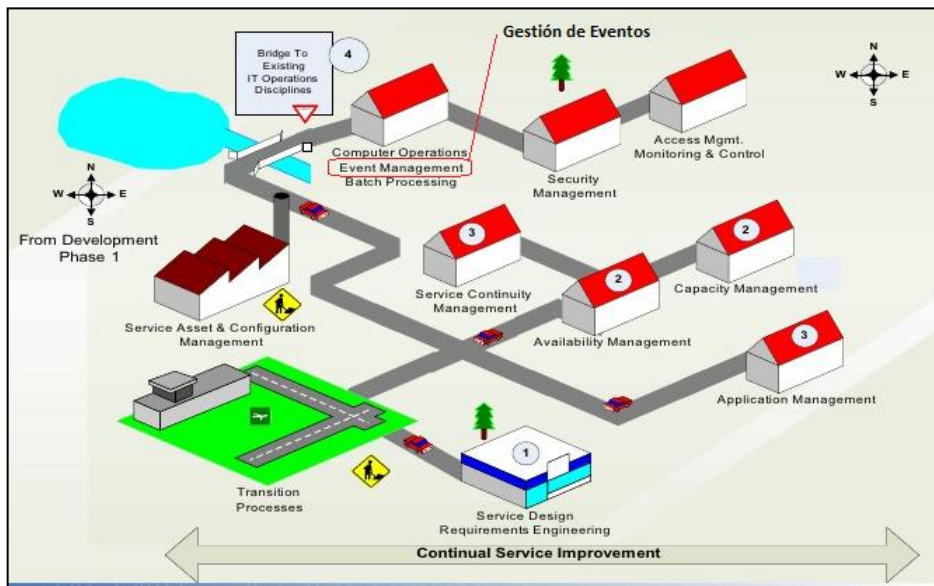 Gestión de Eventos
Bridge To
Existing
IT Operations
Disciplines
4
N
W
E
S
Computer Operations
Event Management
Batch Processing
Security
Management
Access Mgmt.
Monitoring & Control
N
W
E
S
From Development
Phase 1
3
Service Continuity
Management
2
Availability Management
2
Capacity Management
Service Asset & Configuration
Management
3
Application Management
Transition
Processes
1
Service Design
Requirements Engineering
Continual Service Improvement